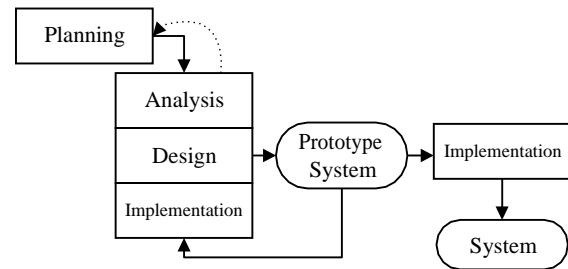 Planning
Analysis
Design
Implementation
Prototype
System
Implementation
System